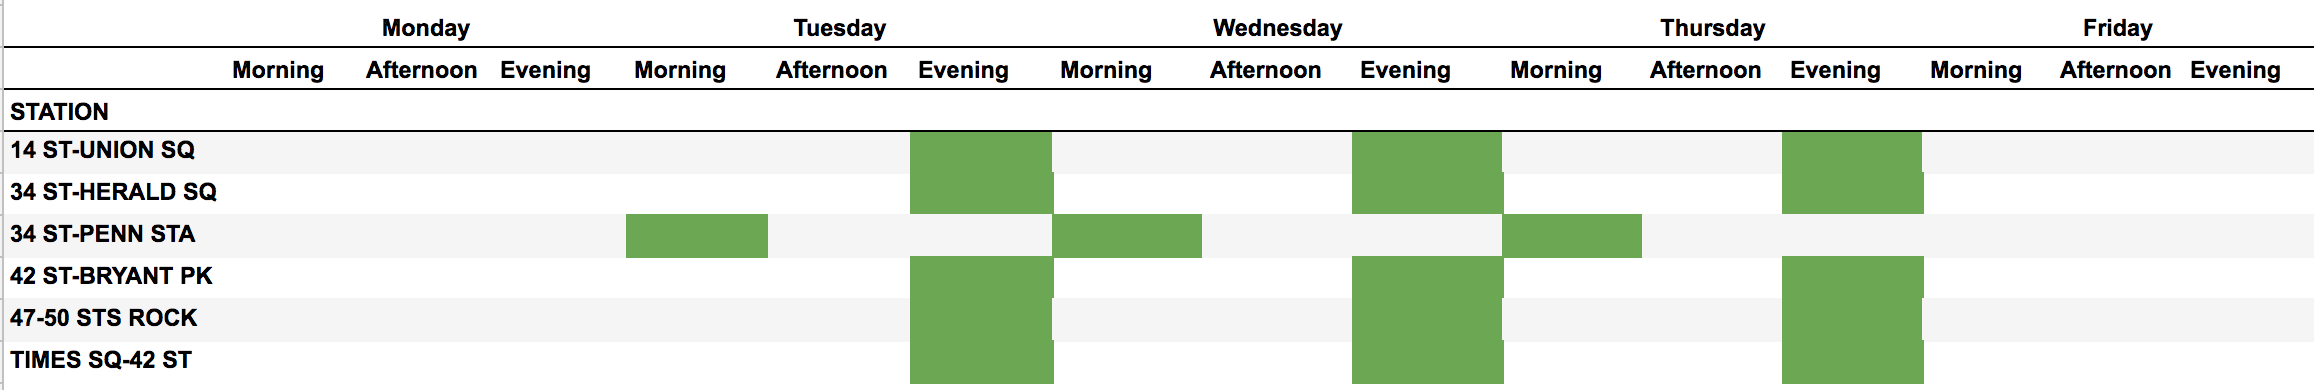 Monday Tuesday Wednesday Thursday Friday
Morning Afternoon Evening Morning Afternoon Evening Morning Afternoon Evening Morning Afternoon Evening Morning Afternoon Evening
STATION
14 ST-UNION SQ
34 ST-HERALD SQ
34 ST-PENN STA
42 ST-BRYANT PK
47-50 STS ROCK
TIMES SQ-42 ST